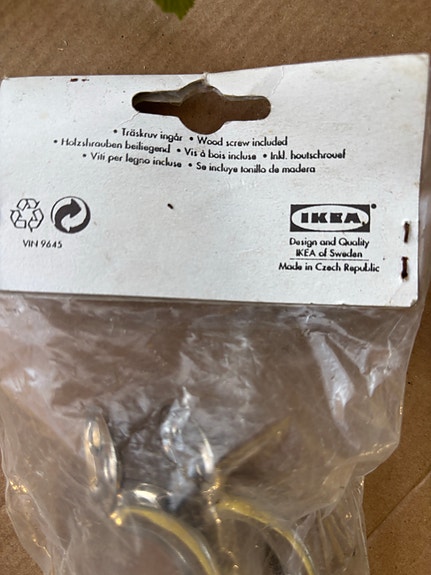 • Träskruv ingår • Wood screw included
• Holzshrauben beiliegend • Vis à bois incluse • Inkl. houtschroef
• Viti per legno incluse • Se incluye tonillo de madera
VIN 9645
IKEA
Design and Quality
IKEA of Sweden
Made in Czech Republic